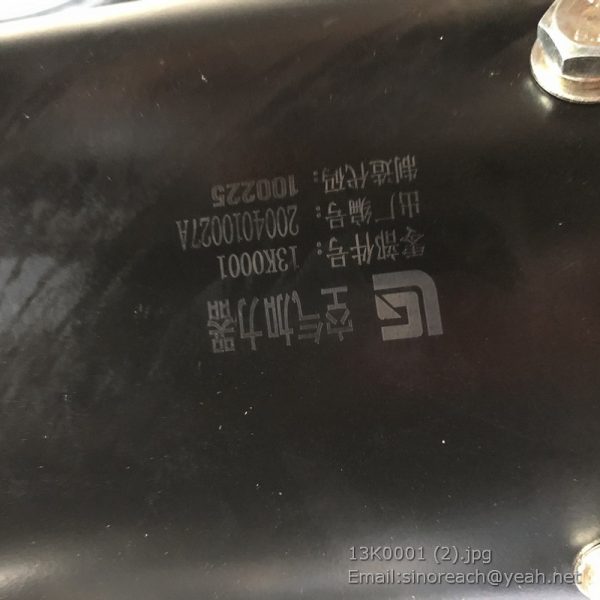 空气加力器
零部件号：13K0001
出厂编号：2004010027A
制造代码：100225
13K0001 (2).jpg
Email:sinoreach@yeah.net